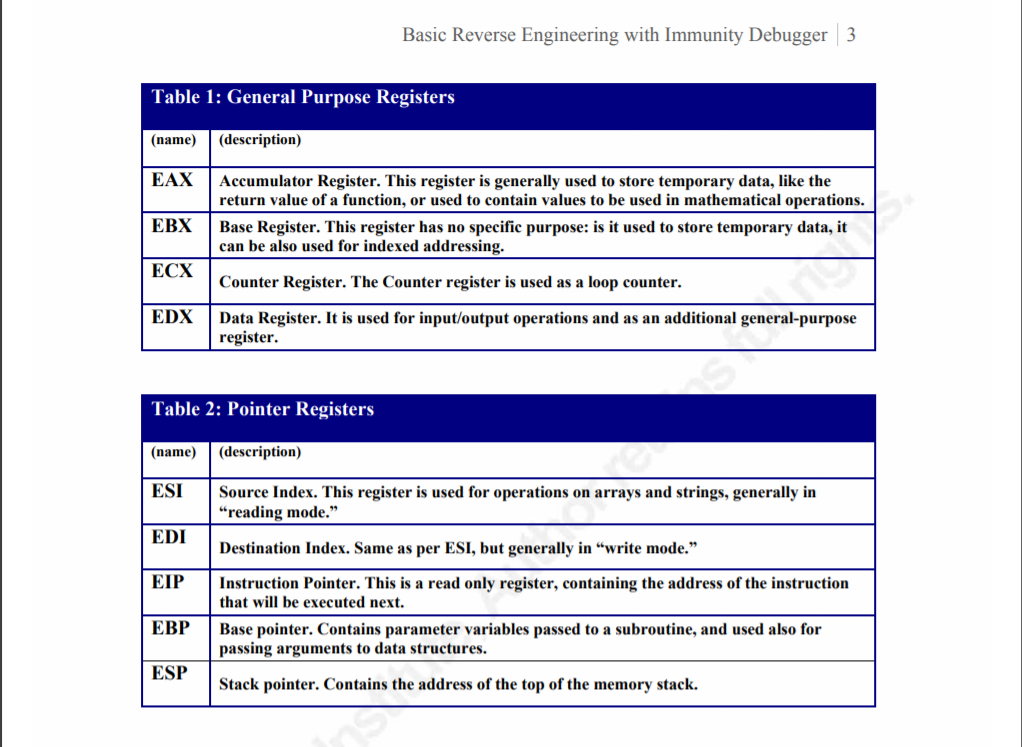 Basic Reverse Engineering with Immunity Debugger 3
Table 1: General Purpose Registers
(name) (description)
EAX Accumulator Register. This register is generally used to store temporary data, like the
return value of a function, or used to contain values to be used in mathematical operations.
EBX Base Register. This register has no specific purpose: is it used to store temporary data, it
can be also used for indexed addressing.
ECX Counter Register. The Counter register is used as a loop counter.
EDX Data Register. It is used for input/output operations and as an additional general-purpose
register.
Table 2: Pointer Registers
(name) (description)
ESI Source Index. This register is used for operations on arrays and strings, generally in
“reading mode.”
EDI Destination Index. Same as per ESI, but generally in “write mode.”
EIP Instruction Pointer. This is a read only register, containing the address of the instruction
that will be executed next.
EBP Base pointer. Contains parameter variables passed to a subroutine, and used also for
passing arguments to data structures.
ESP Stack pointer. Contains the address of the top of the memory stack.
Author retains full rights.